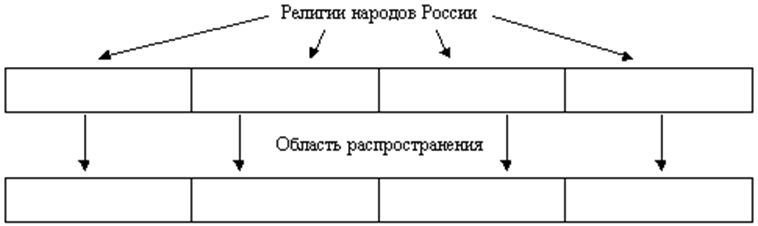 Религии народов России
Область распространения